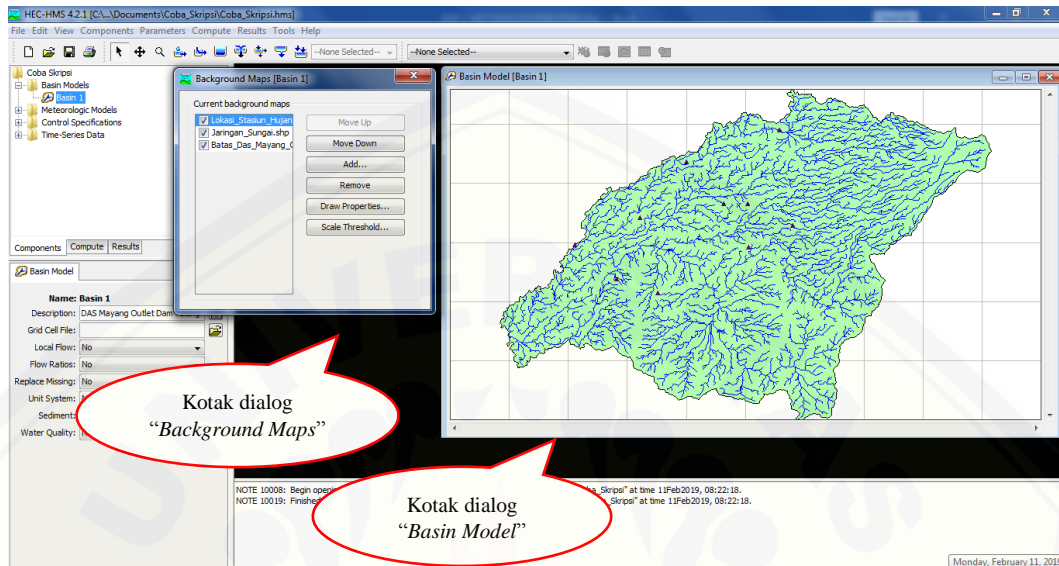 HEC-HMS 4.2.1 [C:\...\Documents\Coba_Skripsi\Coba_Skripsi.hms]
File Edit View Components Parameters Compute Results Tools Help
--None Selected-- --None Selected--
Coba Skripsi
Basin Models
Basin 1
Meteorologic Models
Control Specifications
Time-Series Data
Components Compute Results
Background Maps [Basin 1]
Current background maps
Lokasi_Stasiun_Hujan
Jaringan_Sungai.shp
Batas_Das_Mayang_
Move Up
Move Down
Add...
Remove
Draw Properties...
Scale Threshold...
Basin Model [Basin 1]
Basin Model
Name: Basin 1
Description: DAS Mayang Outlet Dam
Grid Cell File:
Local Flow: No
Flow Ratios: No
Replace Missing: No
Unit System:
Sediment:
Water Quality:
Kotak dialog
“Background Maps”
Kotak dialog
“Basin Model”
NOTE 10008: Begin open _Skripsi" at time 11Feb2019, 08:22:18.
NOTE 10019: Finished _Skripsi" at time 11Feb2019, 08:22:18.
Monday, February 11, 201